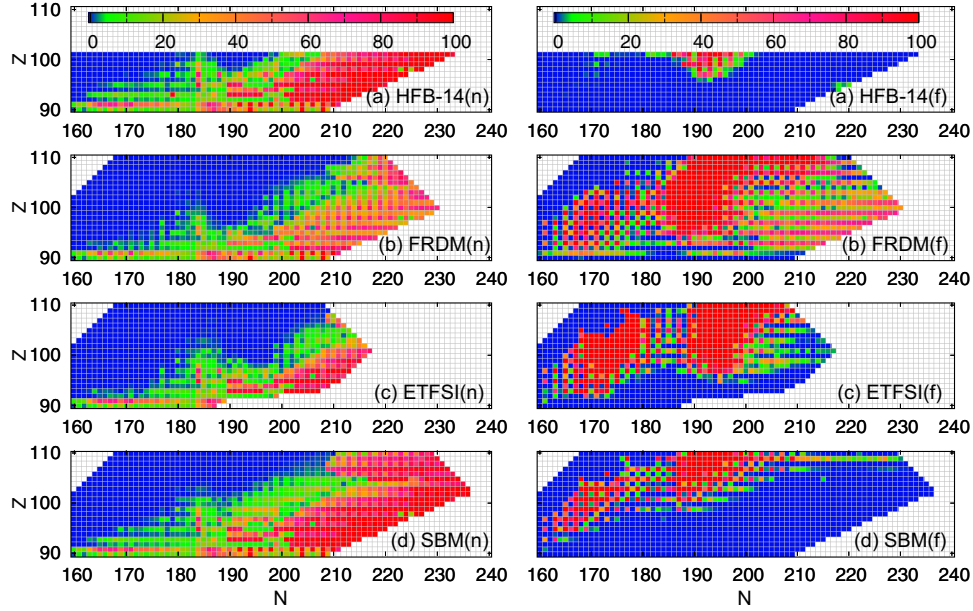 110
0 20 40 60 80 100
0 20 40 60 80 100
Z
100
(a) HFB-14(n)
(a) HFB-14(f)
90
160 170 180 190 200 210 220 230 240
160 170 180 190 200 210 220 230 240
110
Z
100
(b) FRDM(n)
(b) FRDM(f)
90
160 170 180 190 200 210 220 230 240
160 170 180 190 200 210 220 230 240
110
Z
100
(c) ETFSI(n)
(c) ETFSI(f)
90
160 170 180 190 200 210 220 230 240
160 170 180 190 200 210 220 230 240
110
Z
100
(d) SBM(n)
(d) SBM(f)
90
160 170 180 190 200 210 220 230 240
160 170 180 190 200 210 220 230 240
N
N